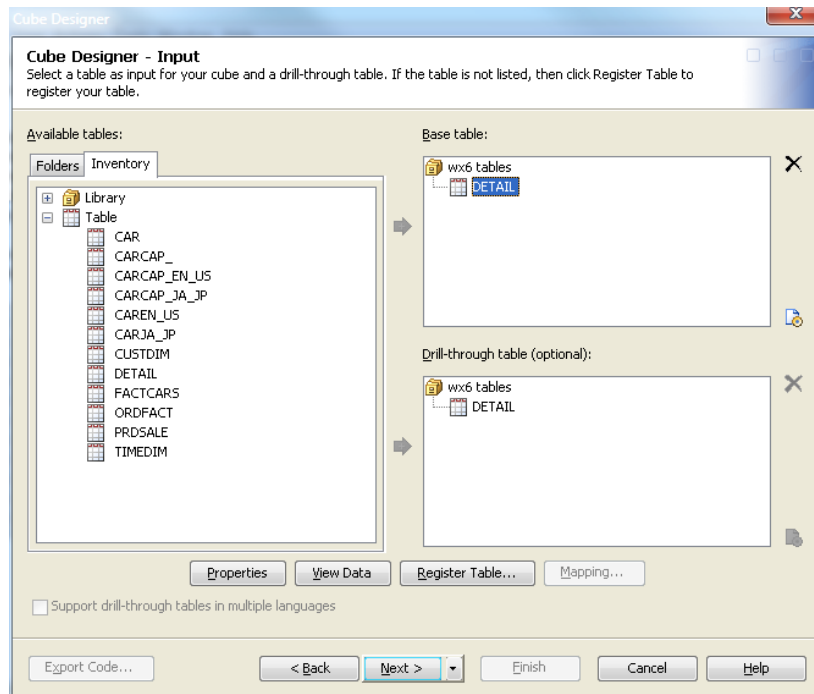 Cube Designer
Cube Designer - Input
Select a table as input for your cube and a drill-through table. If the table is not listed, then click Register Table to
register your table.
Available tables:
Folders Inventory
Library
Table
CAR
CARCAP_
CARCAP_EN_US
CARCAP_JA_JP
CAREN_US
CARJA_JP
CUSTDIM
DETAIL
FACTCARS
ORDFACT
PRDSALE
TIMEDIM
Base table:
wx6 tables
DETAIL
Drill-through table (optional):
wx6 tables
DETAIL
Properties View Data Register Table... Mapping...
Support drill-through tables in multiple languages
Export Code... < Back Next > Finish Cancel Help